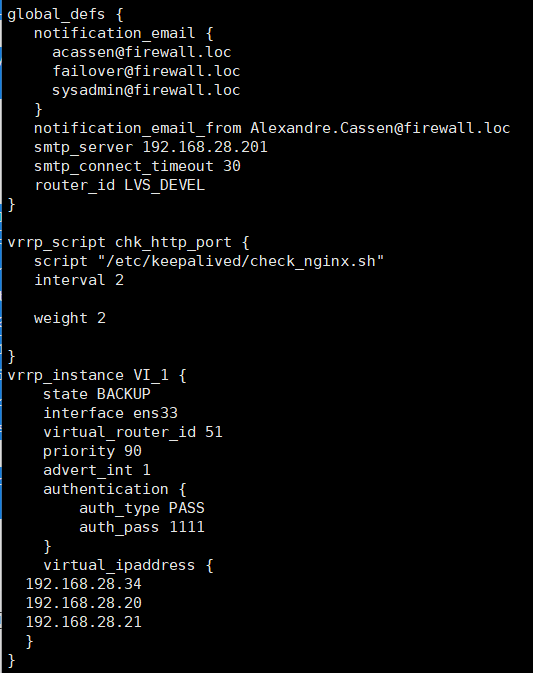 global_defs {
   notification_email {
     acassen@firewall.loc
     failover@firewall.loc
     sysadmin@firewall.loc
   }
   notification_email_from Alexandre.Cassen@firewall.loc
   smtp_server 192.168.28.201
   smtp_connect_timeout 30
   router_id LVS_DEVEL
}

vrrp_script chk_http_port {
   script "/etc/keepalived/check_nginx.sh"
   interval 2

   weight 2

}
vrrp_instance VI_1 {
    state BACKUP
    interface ens33
    virtual_router_id 51
    priority 90
    advert_int 1
    authentication {
        auth_type PASS
        auth_pass 1111
    }
    virtual_ipaddress {
  192.168.28.34
  192.168.28.20
  192.168.28.21
  }
}